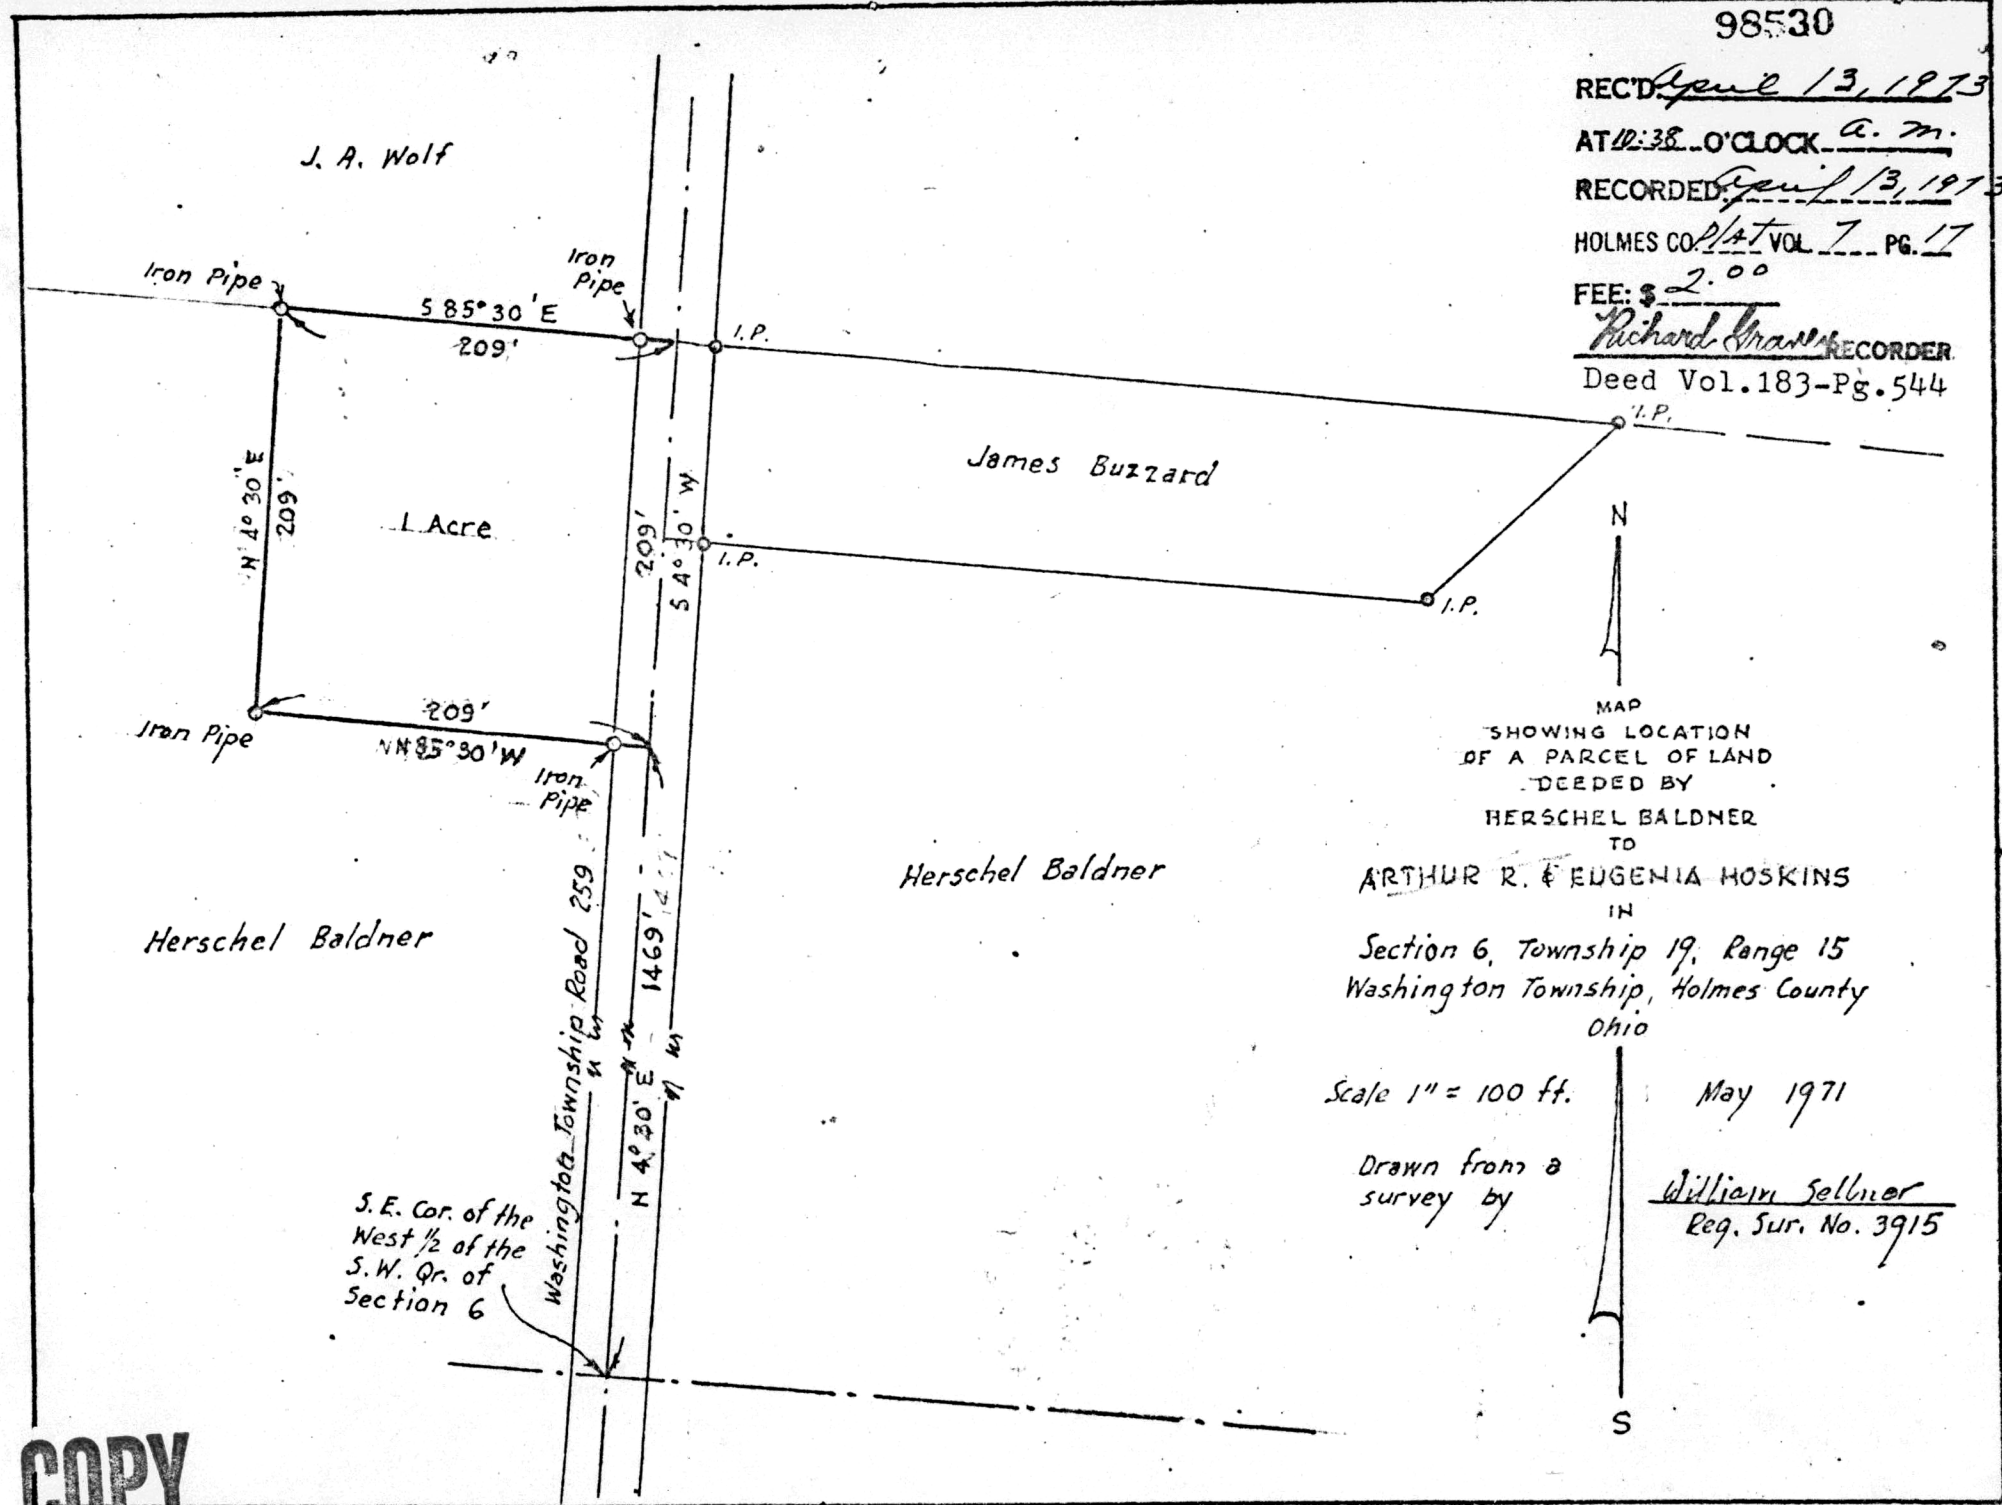 98530
REC'D. April 13, 1973
AT 10:38 O'CLOCK a. m.
RECORDED. April 13, 1973
HOLMES CO. Plat VOL 7 PG. 17
FEE: $ 2.00
Richard Graven RECORDER
Deed Vol.183-Pg.544
J. A. Wolf
Iron Pipe
Iron
Pipe
S 85° 30' E
209'
I.P.
I.P.
N 4° 30' E
209'
1 Acre
209'
S 4° 30' W
James Buzzard
I.P.
I.P.
Iron Pipe
209'
N 85° 30' W
Iron
Pipe
Herschel Baldner
Herschel Baldner
Washington Township Road 259
N 4° 30' E 1469'
S. E. Cor. of the
West 1/2 of the
S. W. Qr. of
Section 6
N
MAP
SHOWING LOCATION
OF A PARCEL OF LAND
DEEDED BY
HERSCHEL BALDNER
TO
ARTHUR R. & EUGENIA HOSKINS
IN
Section 6, Township 19, Range 15
Washington Township, Holmes County
Ohio
Scale 1" = 100 ft.
May 1971
Drawn from a
survey by
William Sellner
Reg. Sur. No. 3915
S
COPY